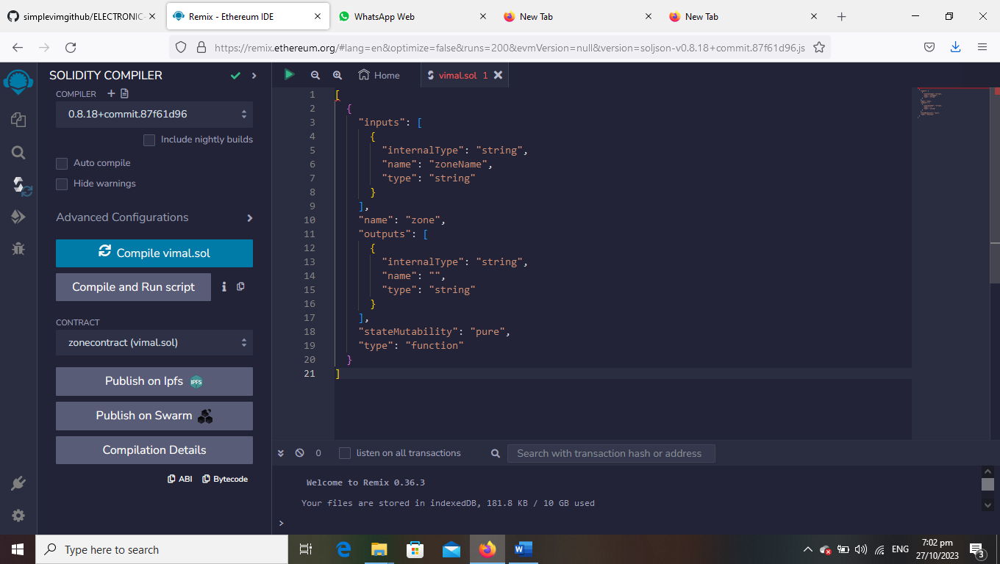 simplevimgithub/ELECTRONIC-
Remix - Ethereum IDE
WhatsApp Web
New Tab
New Tab
https://remix.ethereum.org/#lang=en&optimize=false&runs=200&evmVersion=null&version=soljson-v0.8.18+commit.87f61d96.js
SOLIDITY COMPILER
COMPILER
0.8.18+commit.87f61d96
Include nightly builds
Auto compile
Hide warnings
Advanced Configurations
Compile vimal.sol
Compile and Run script
CONTRACT
zonecontract (vimal.sol)
Publish on Ipfs IPFS
Publish on Swarm
Compilation Details
ABI Bytecode
Home
vimal.sol 1
1 [
2 {
3 "inputs": [
4 {
5 "internalType": "string",
6 "name": "zoneName",
7 "type": "string"
8 }
9 ],
10 "name": "zone",
11 "outputs": [
12 {
13 "internalType": "string",
14 "name": "",
15 "type": "string"
16 }
17 ],
18 "stateMutability": "pure",
19 "type": "function"
20 }
21 ]
0 listen on all transactions Search with transaction hash or address
Welcome to Remix 0.36.3
Your files are stored in indexedDB, 181.8 KB / 10 GB used
>
Type here to search
ENG
7:02 pm
27/10/2023
3